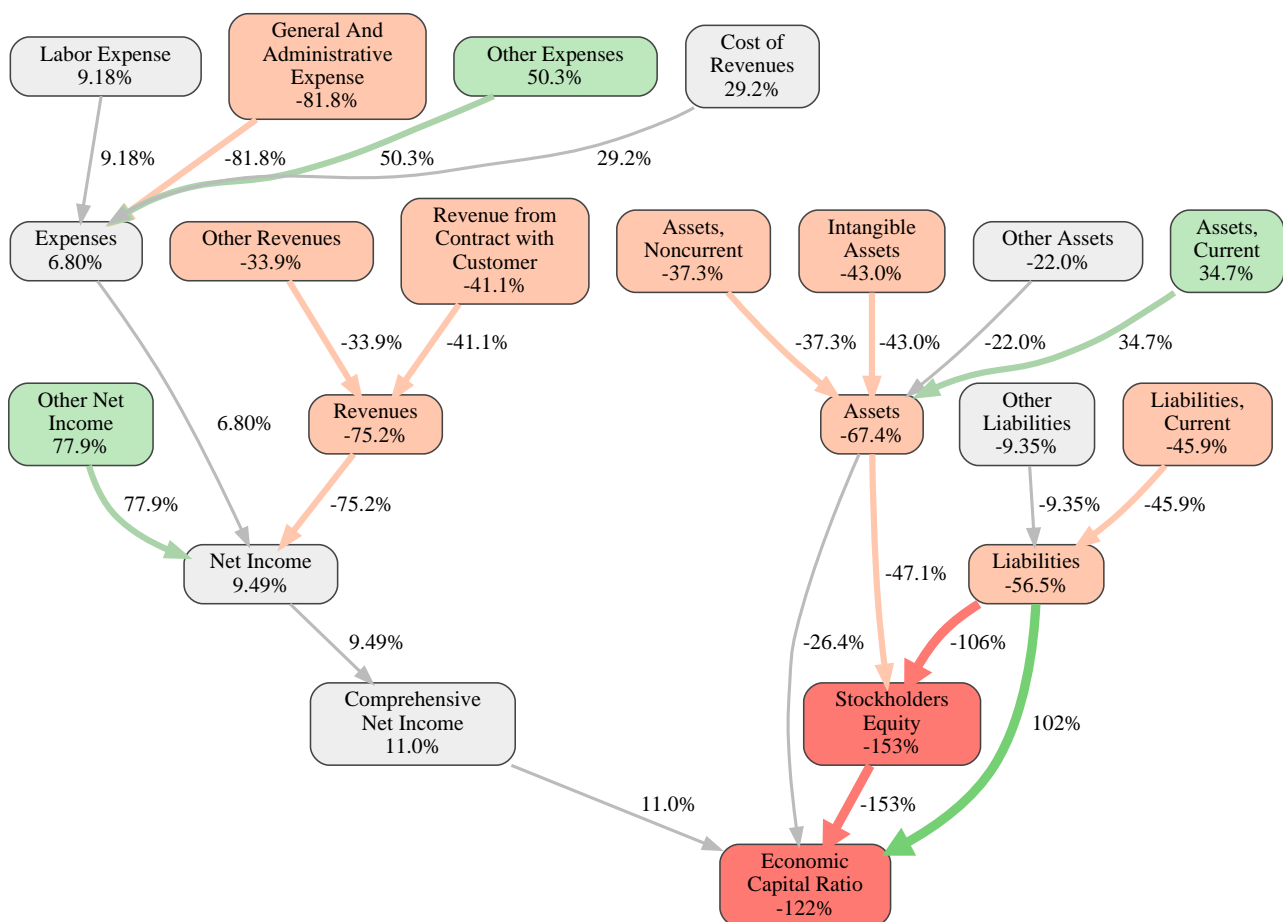 Labor Expense
9.18%
General And
Administrative
Expense
-81.8%
Other Expenses
50.3%
Cost of
Revenues
29.2%
9.18%
-81.8%
50.3%
29.2%
Expenses
6.80%
Other Revenues
-33.9%
Revenue from
Contract with
Customer
-41.1%
Assets,
Noncurrent
-37.3%
Intangible
Assets
-43.0%
Other Assets
-22.0%
Assets,
Current
34.7%
-33.9%
-41.1%
-37.3%
-43.0%
-22.0%
34.7%
Other Net
Income
77.9%
6.80%
Revenues
-75.2%
Assets
-67.4%
Other
Liabilities
-9.35%
Liabilities,
Current
-45.9%
77.9%
-75.2%
-9.35%
-45.9%
Net Income
9.49%
-47.1%
Liabilities
-56.5%
9.49%
-26.4%
-106%
Comprehensive
Net Income
11.0%
Stockholders
Equity
-153%
102%
11.0%
-153%
Economic
Capital Ratio
-122%